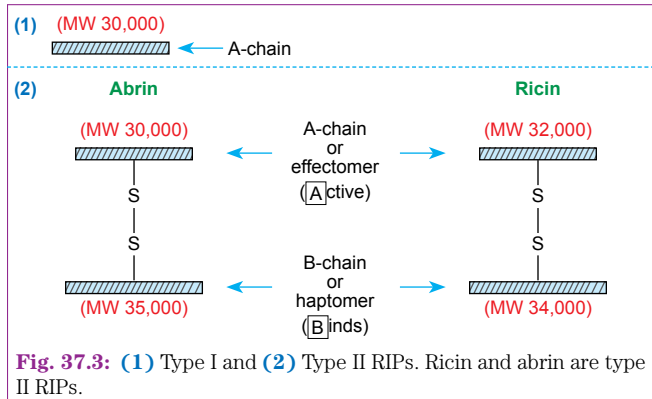 (1) (MW 30,000)
A-chain
(2) Abrin Ricin
(MW 30,000) A-chain (MW 32,000)
or
effectomer
(Active)
S S
S S
B-chain
or
haptomer
(MW 35,000) (MW 34,000)
(Binds)
Fig. 37.3: (1) Type I and (2) Type II RIPs. Ricin and abrin are type
II RIPs.